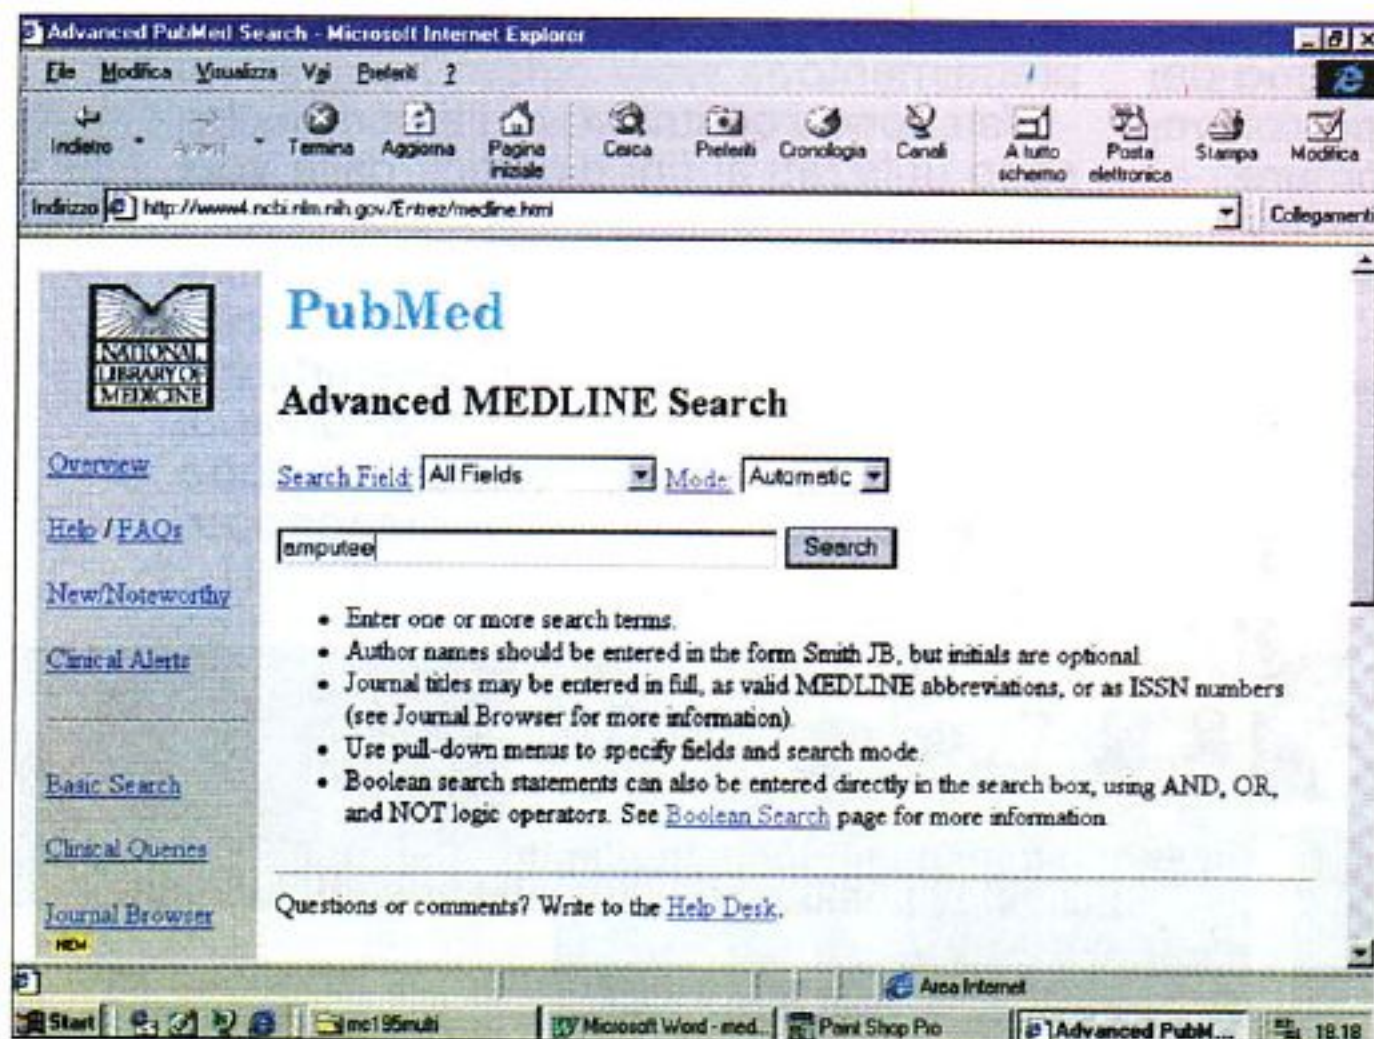 Advanced PubMed Search - Microsoft Internet Explorer
File Modifica Visualizza Vai Preferiti ?
Indietro Avanti Termina Aggiorna Pagina iniziale Cerca Preferiti Cronologia Canali A tutto schermo Posta elettronica Stampa Modifica
Indirizzo http://www4.ncbi.nlm.nih.gov/Entrez/medline.html Collegamenti
NATIONAL
LIBRARY OF
MEDICINE
PubMed
Advanced MEDLINE Search
Overview
Search Field: All Fields Mode: Automatic
Help / FAQs
amputee Search
New/Noteworthy
Clinical Alerts
• Enter one or more search terms.
• Author names should be entered in the form Smith JB, but initials are optional.
• Journal titles may be entered in full, as valid MEDLINE abbreviations, or as ISSN numbers
(see Journal Browser for more information).
• Use pull-down menus to specify fields and search mode.
• Boolean search statements can also be entered directly in the search box, using AND, OR,
and NOT logic operators. See Boolean Search page for more information.
Basic Search
Clinical Queries
Journal Browser
NEW
Questions or comments? Write to the Help Desk.
Area Internet
Start mc195multi Microsoft Word - med... Paint Shop Pro Advanced PubM... 18.18